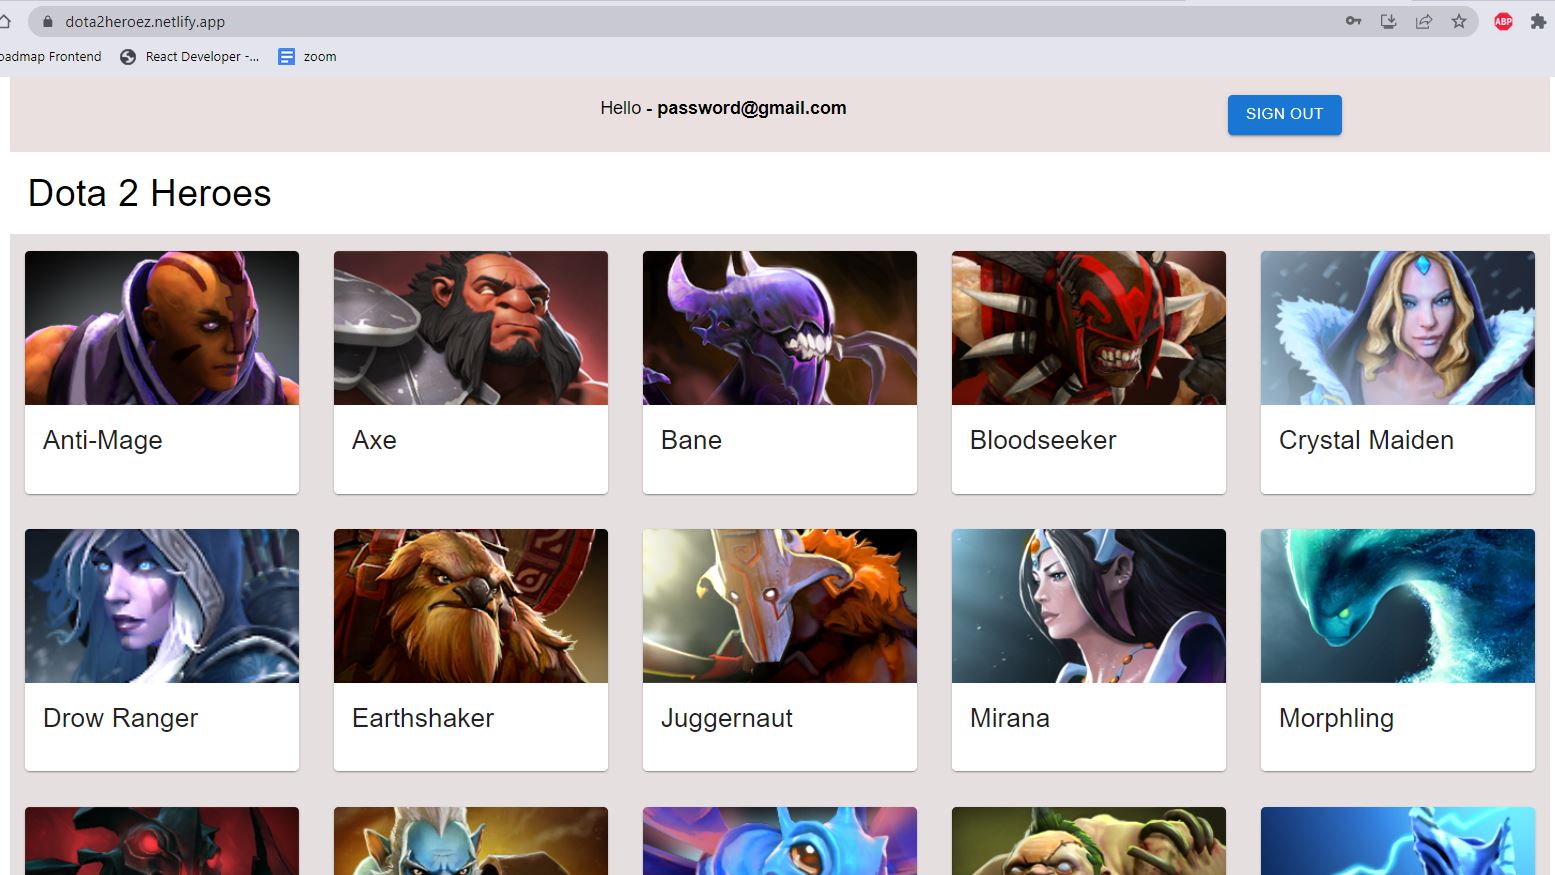 dota2heroez.netlify.app
ABP
oadmap Frontend
React Developer -...
zoom
Hello - password@gmail.com
SIGN OUT
Dota 2 Heroes
Anti-Mage
Axe
Bane
Bloodseeker
Crystal Maiden
Drow Ranger
Earthshaker
Juggernaut
Mirana
Morphling